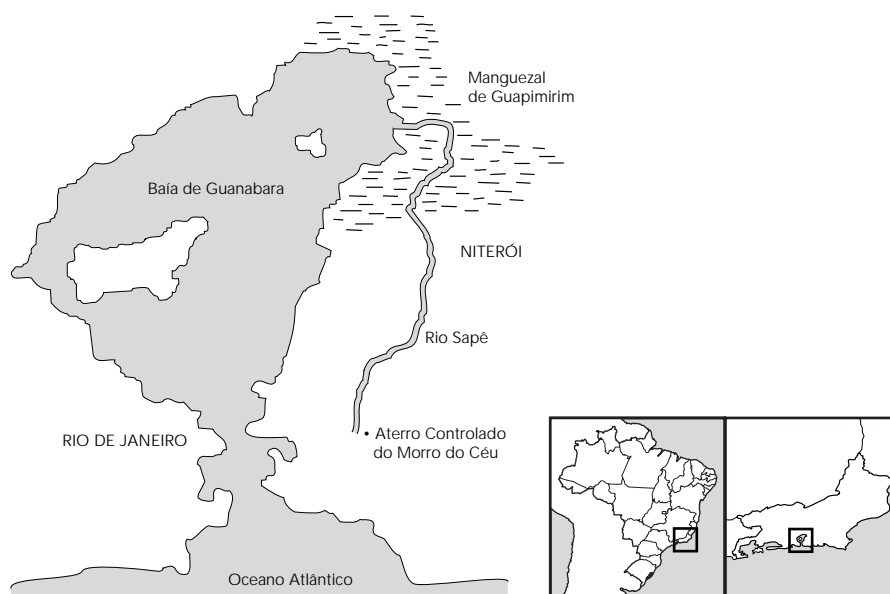 Manguezal
de Guapimirim
Baía de Guanabara
NITERÓI
Rio Sapê
RIO DE JANEIRO
• Aterro Controlado
do Morro do Céu
Oceano Atlântico